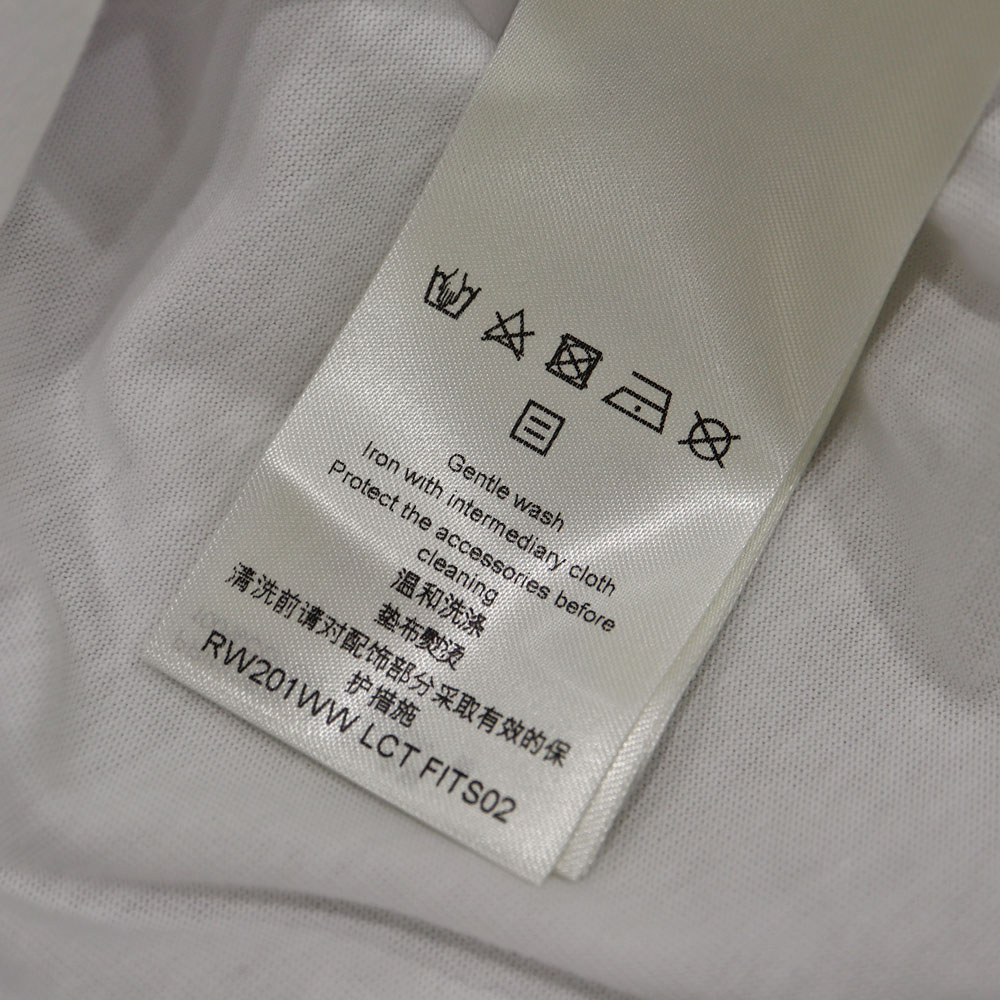 Gentle wash
Iron with intermediary cloth
Protect the accessories before
cleaning
温和洗涤
垫布熨烫
清洗前请对配饰部分采取有效的保
护措施
RW201WW LCT FITS02